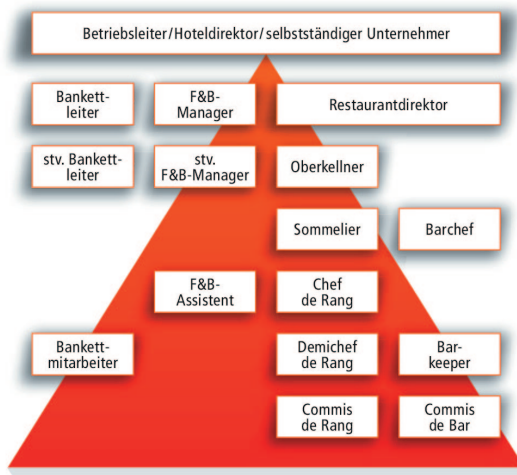 Betriebsleiter/Hoteldirektor/selbstständiger Unternehmer
Bankett-
leiter
F&B-
Manager
Restaurantdirektor
stv. Bankett-
leiter
stv.
F&B-Manager
Oberkellner
Sommelier
Barchef
F&B-
Assistent
Chef
de Rang
Bankett-
mitarbeiter
Demichef
de Rang
Bar-
keeper
Commis
de Rang
Commis
de Bar